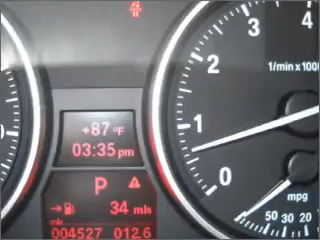 4
3
2
1/min x 100
+87 °F
1
03:35 pm
0
P
mpg
→ 34 mls
50 30 20
mls
004527 012.6